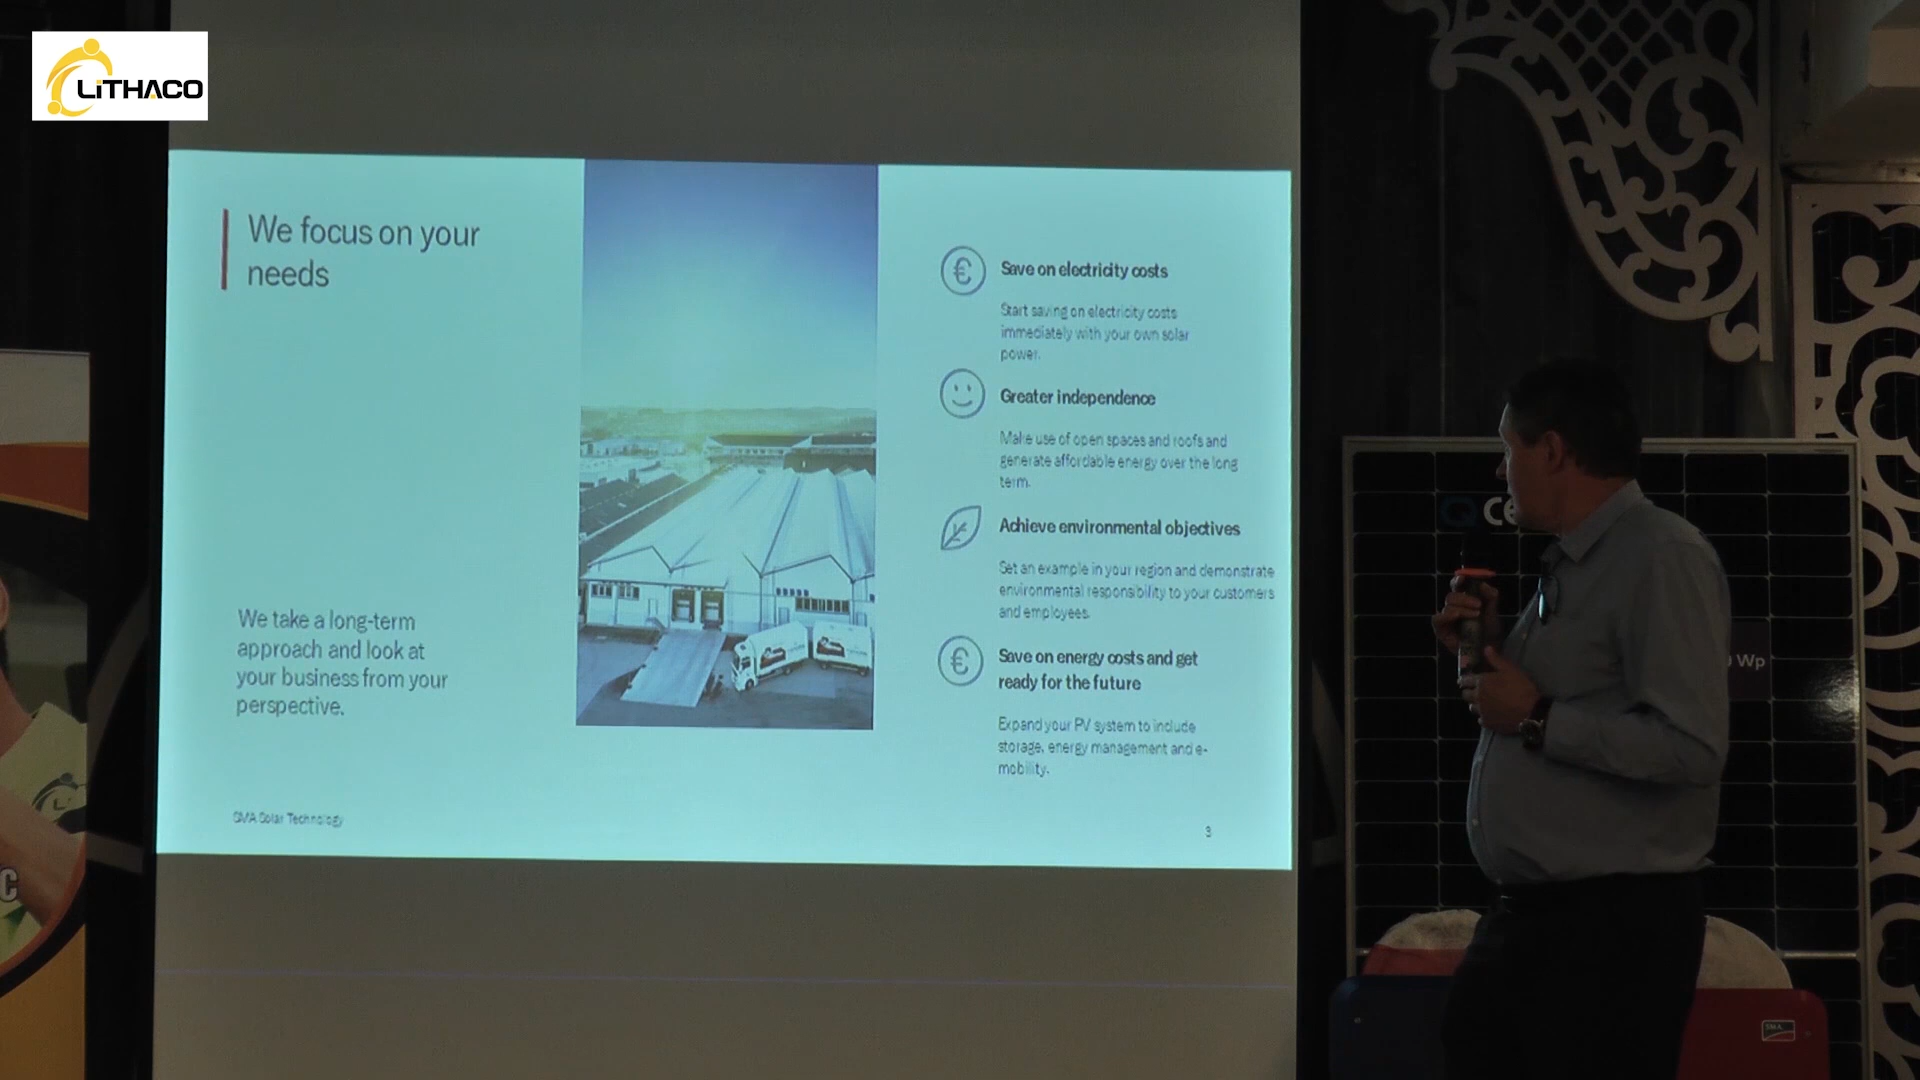 LiTHACO
We focus on your
needs
We take a long-term
approach and look at
your business from your
perspective.
SMA Solar Technology
€ Save on electricity costs
Start saving on electricity costs
immediately with your own solar
power.
Greater independence
Make use of open spaces and roofs and
generate affordable energy over the long
term.
Achieve environmental objectives
Set an example in your region and demonstrate
environmental responsibility to your customers
and employees.
€ Save on energy costs and get
ready for the future
Expand your PV system to include
storage, energy management and e-
mobility.
3
Wp
SMA
C